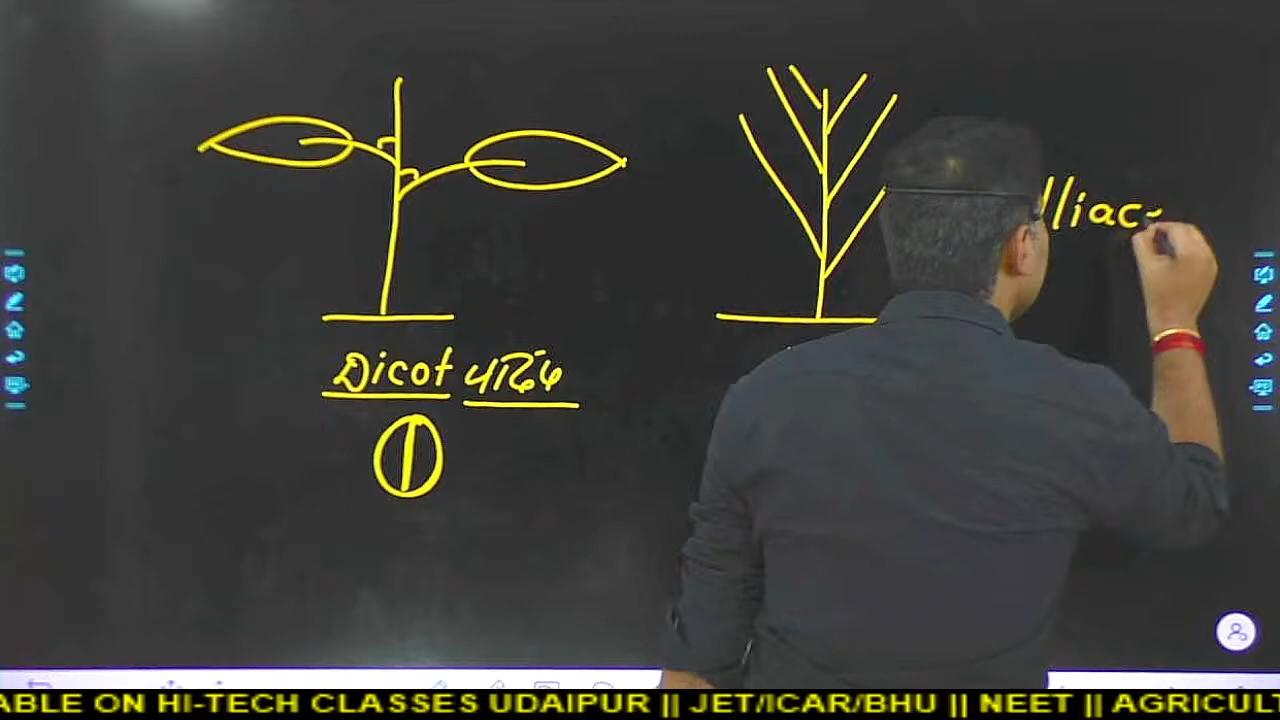 lliac
Dicot पादप
ABLE ON HI-TECH CLASSES UDAIPUR || JET/ICAR/BHU || NEET || AGRICULT